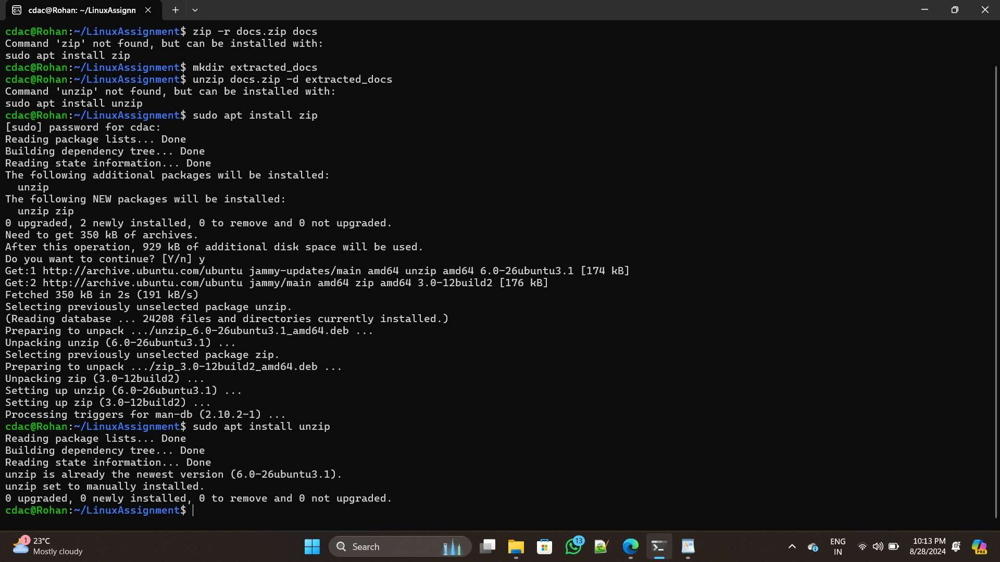 cdac@Rohan: ~/LinuxAssignn
cdac@Rohan:~/LinuxAssignment$ zip -r docs.zip docs
Command 'zip' not found, but can be installed with:
sudo apt install zip
cdac@Rohan:~/LinuxAssignment$ mkdir extracted_docs
cdac@Rohan:~/LinuxAssignment$ unzip docs.zip -d extracted_docs
Command 'unzip' not found, but can be installed with:
sudo apt install unzip
cdac@Rohan:~/LinuxAssignment$ sudo apt install zip
[sudo] password for cdac:
Reading package lists... Done
Building dependency tree... Done
Reading state information... Done
The following additional packages will be installed:
  unzip
The following NEW packages will be installed:
  unzip zip
0 upgraded, 2 newly installed, 0 to remove and 0 not upgraded.
Need to get 350 kB of archives.
After this operation, 929 kB of additional disk space will be used.
Do you want to continue? [Y/n] y
Get:1 http://archive.ubuntu.com/ubuntu jammy-updates/main amd64 unzip amd64 6.0-26ubuntu3.1 [174 kB]
Get:2 http://archive.ubuntu.com/ubuntu jammy/main amd64 zip amd64 3.0-12build2 [176 kB]
Fetched 350 kB in 2s (191 kB/s)
Selecting previously unselected package unzip.
(Reading database ... 24208 files and directories currently installed.)
Preparing to unpack .../unzip_6.0-26ubuntu3.1_amd64.deb ...
Unpacking unzip (6.0-26ubuntu3.1) ...
Selecting previously unselected package zip.
Preparing to unpack .../zip_3.0-12build2_amd64.deb ...
Unpacking zip (3.0-12build2) ...
Setting up unzip (6.0-26ubuntu3.1) ...
Setting up zip (3.0-12build2) ...
Processing triggers for man-db (2.10.2-1) ...
cdac@Rohan:~/LinuxAssignment$ sudo apt install unzip
Reading package lists... Done
Building dependency tree... Done
Reading state information... Done
unzip is already the newest version (6.0-26ubuntu3.1).
unzip set to manually installed.
0 upgraded, 0 newly installed, 0 to remove and 0 not upgraded.
cdac@Rohan:~/LinuxAssignment$
1
23°C
Mostly cloudy
Search
13
ENG
IN
10:13 PM
8/28/2024
PRE